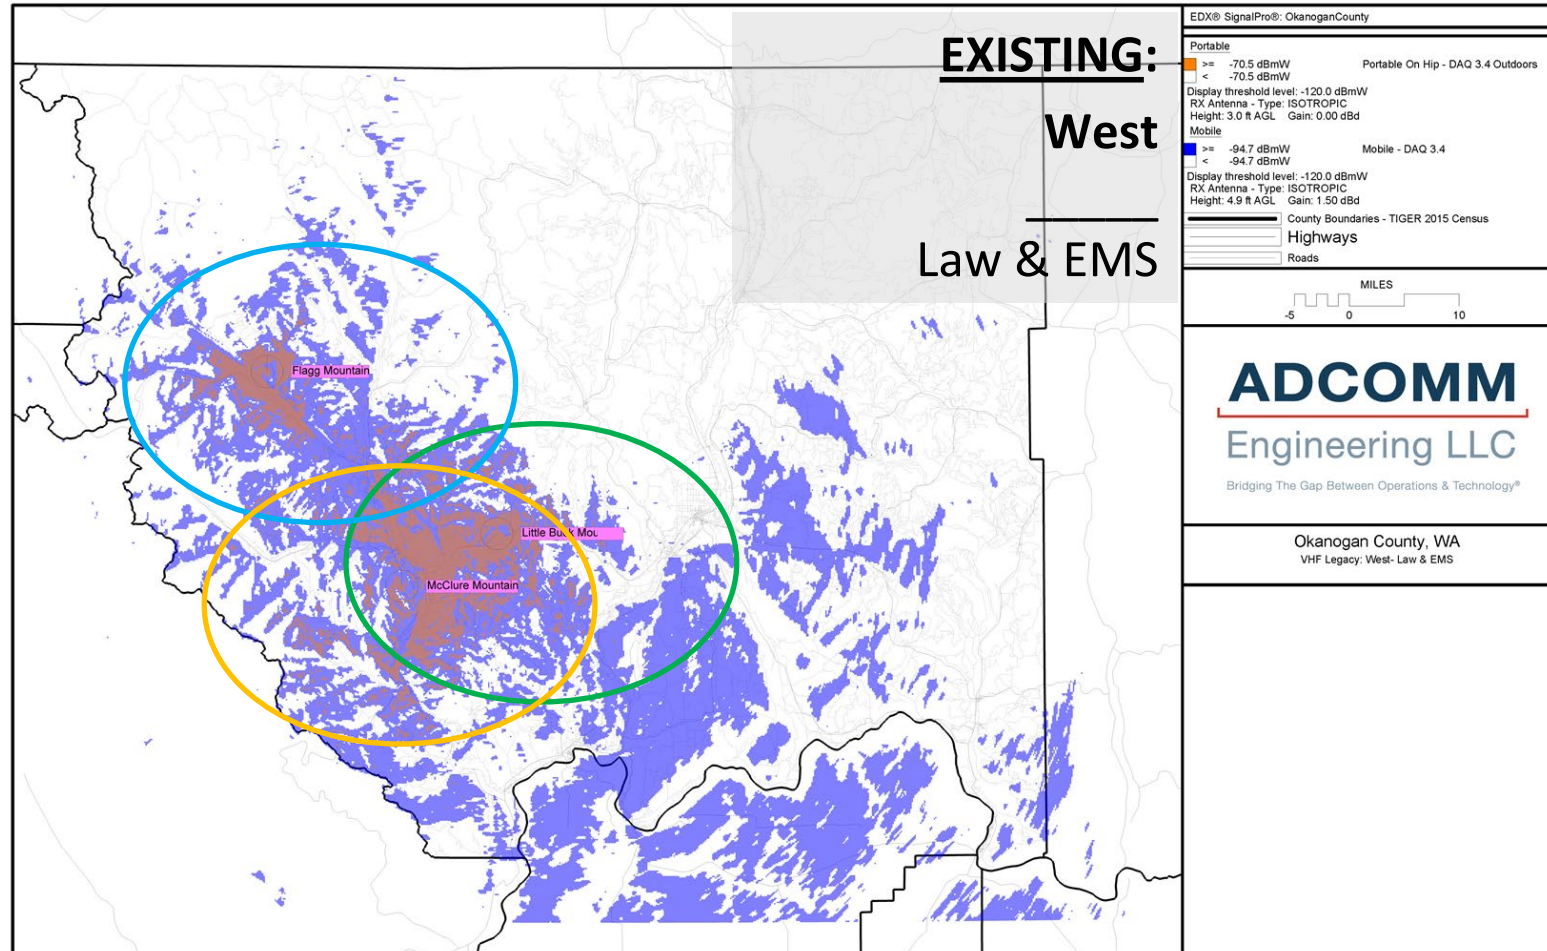 EXISTING:
West
Law & EMS
Flagg Mountain
Little Buck Mou
McClure Mountain
EDX® SignalPro®: OkanoganCounty
Portable
>= -70.5 dBmW Portable On Hip - DAQ 3.4 Outdoors
< -70.5 dBmW
Display threshold level: -120.0 dBmW
RX Antenna - Type: ISOTROPIC
Height: 3.0 ft AGL Gain: 0.00 dBd
Mobile
>= -94.7 dBmW Mobile - DAQ 3.4
< -94.7 dBmW
Display threshold level: -120.0 dBmW
RX Antenna - Type: ISOTROPIC
Height: 4.9 ft AGL Gain: 1.50 dBd
County Boundaries - TIGER 2015 Census
Highways
Roads
MILES
-5 0 10
ADCOMM
Engineering LLC
Bridging The Gap Between Operations & Technology®
Okanogan County, WA
VHF Legacy: West- Law & EMS